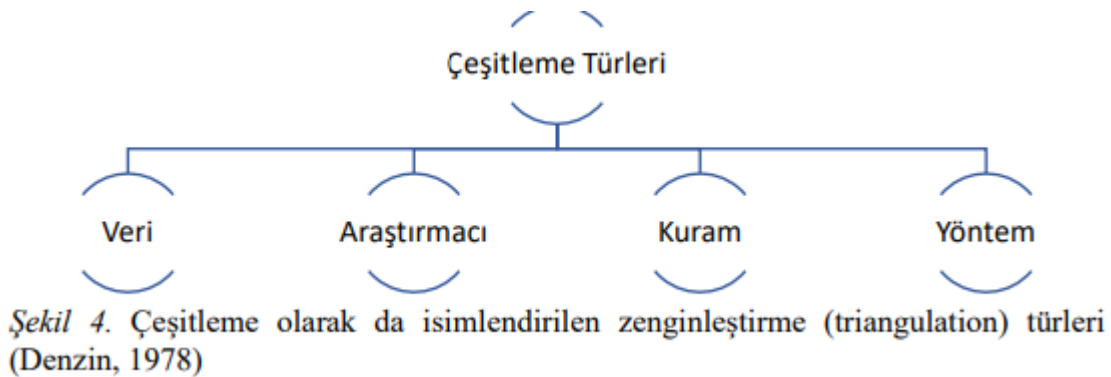 Çeşitleme Türleri
Veri
Araştırmacı
Kuram
Yöntem
Şekil 4. Çeşitleme olarak da isimlendirilen zenginleştirme (triangulation) türleri
(Denzin, 1978)